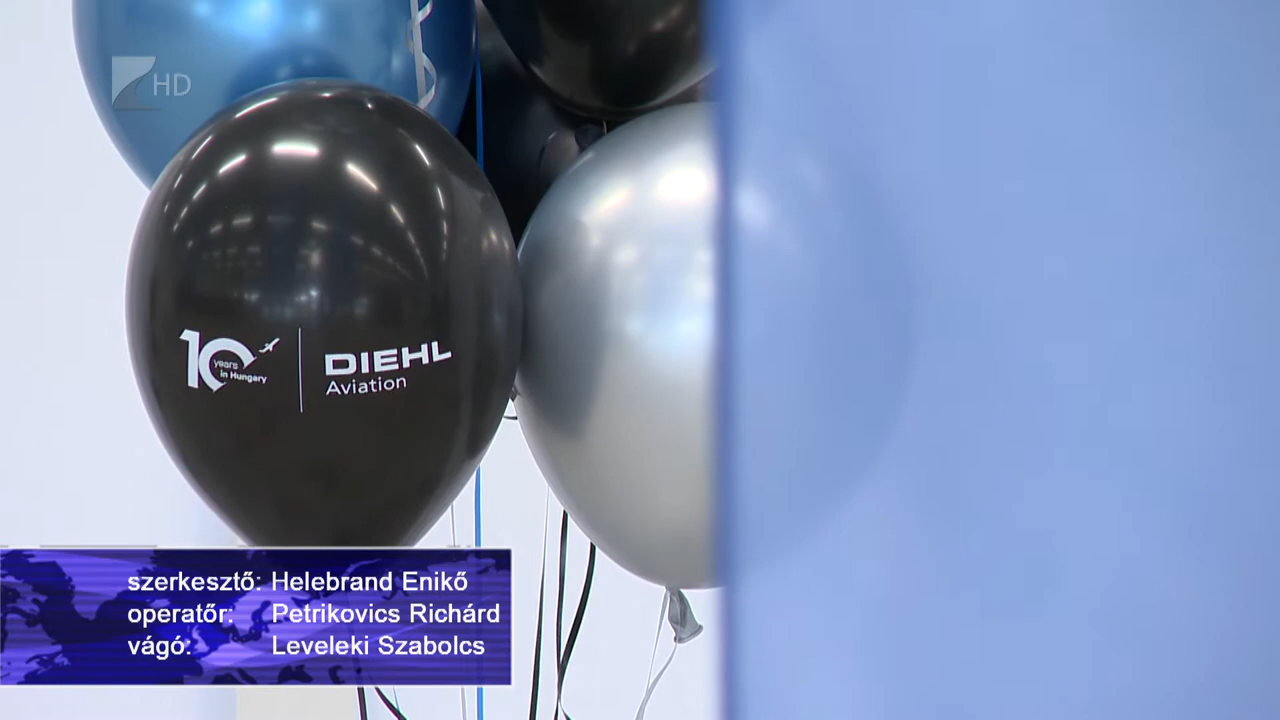 HD
10
years
in Hungary
DIEHL
Aviation
szerkesztő: Helebrand Enikő
operatőr: Petrikovics Richárd
vágó: Leveleki Szabolcs